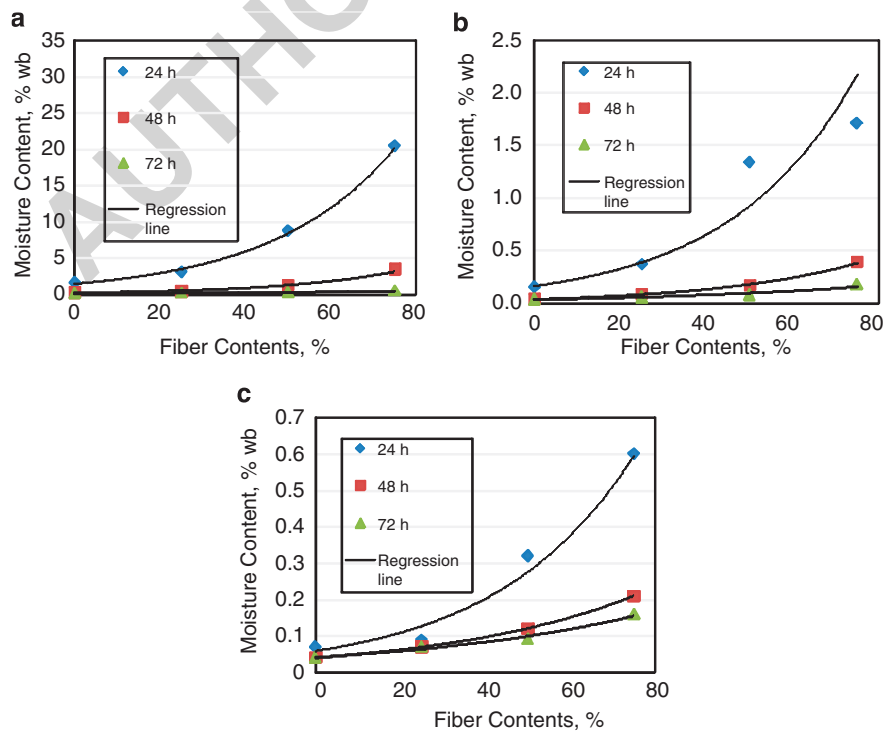 AUTHO
a
Moisture Content, % wb
35
30
25
20
15
10
5
0
24 h
48 h
72 h
Regression
line
0 20 40 60 80
Fiber Contents, %
b
Moisture Content, % wb
2.5
2.0
1.5
1.0
0.5
0.0
24 h
48 h
72 h
Regression
line
0 20 40 60 80
Fiber Contents, %
c
Moisture Content, % wb
0.7
0.6
0.5
0.4
0.3
0.2
0.1
0
24 h
48 h
72 h
Regression
line
0 20 40 60 80
Fiber Contents, %